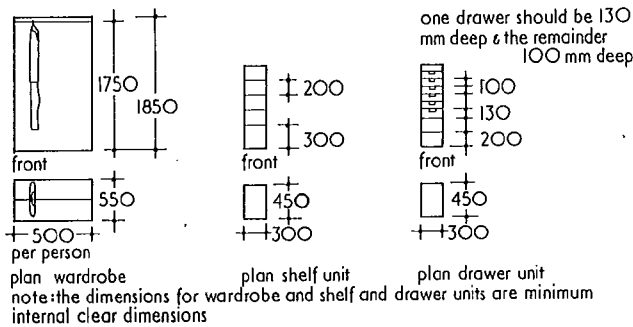 one drawer should be 130
mm deep & the remainder
100 mm deep
1750
1850
front
550
500
per person
plan wardrobe
200
300
front
450
300
plan shelf unit
100
130
200
front
450
300
plan drawer unit
note: the dimensions for wardrobe and shelf and drawer units are minimum
internal clear dimensions